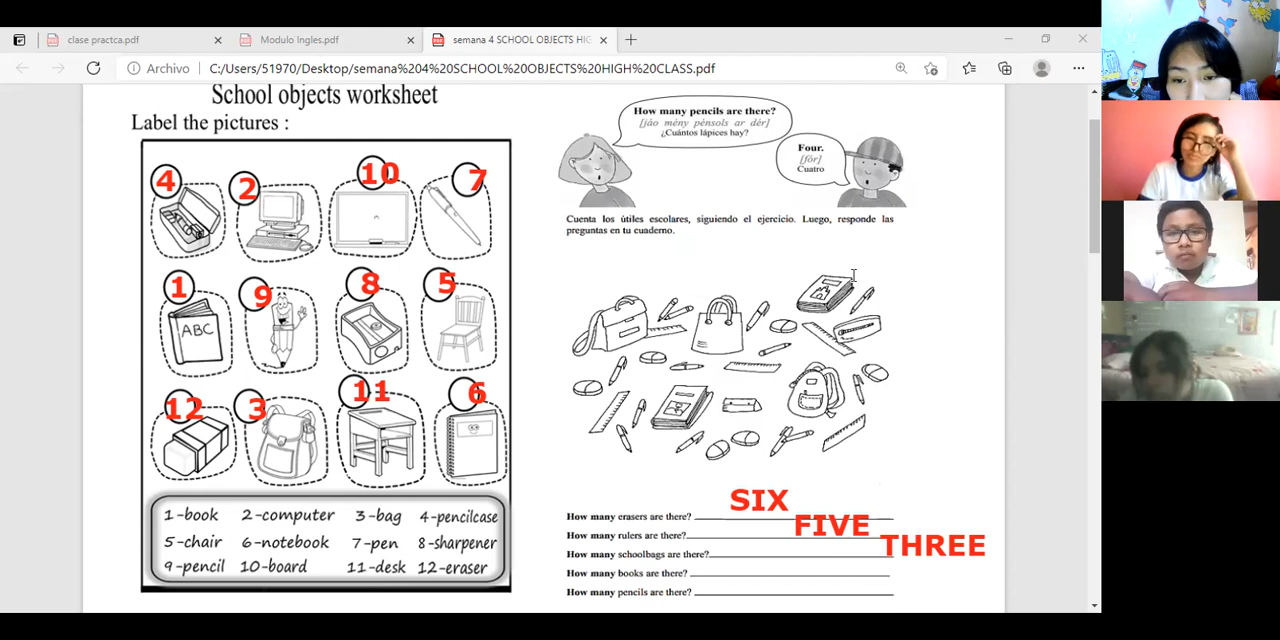 clase practca.pdf
Modulo Ingles.pdf
semana 4 SCHOOL OBJECTS HIG
Archivo
C:/Users/51970/Desktop/semana%204%20SCHOOL%20OBJECTS%20HIGH%20CLASS.pdf
School objects worksheet
Label the pictures :
4
2
10
7
1
9
8
5
ABC
12
3
11
6
1-book 2-computer 3-bag 4-pencilcase
5-chair 6-notebook 7-pen 8-sharpener
9-pencil 10-board 11-desk 12-eraser
How many pencils are there?
[jáo mény pénsols ar dér]
¿Cuántos lápices hay?
Four.
[fór]
Cuatro
Cuenta los útiles escolares, siguiendo el ejercicio. Luego, responde las
preguntas en tu cuaderno.
How many erasers are there? SIX
How many rulers are there? FIVE
How many schoolbags are there? THREE
How many books are there?
How many pencils are there?